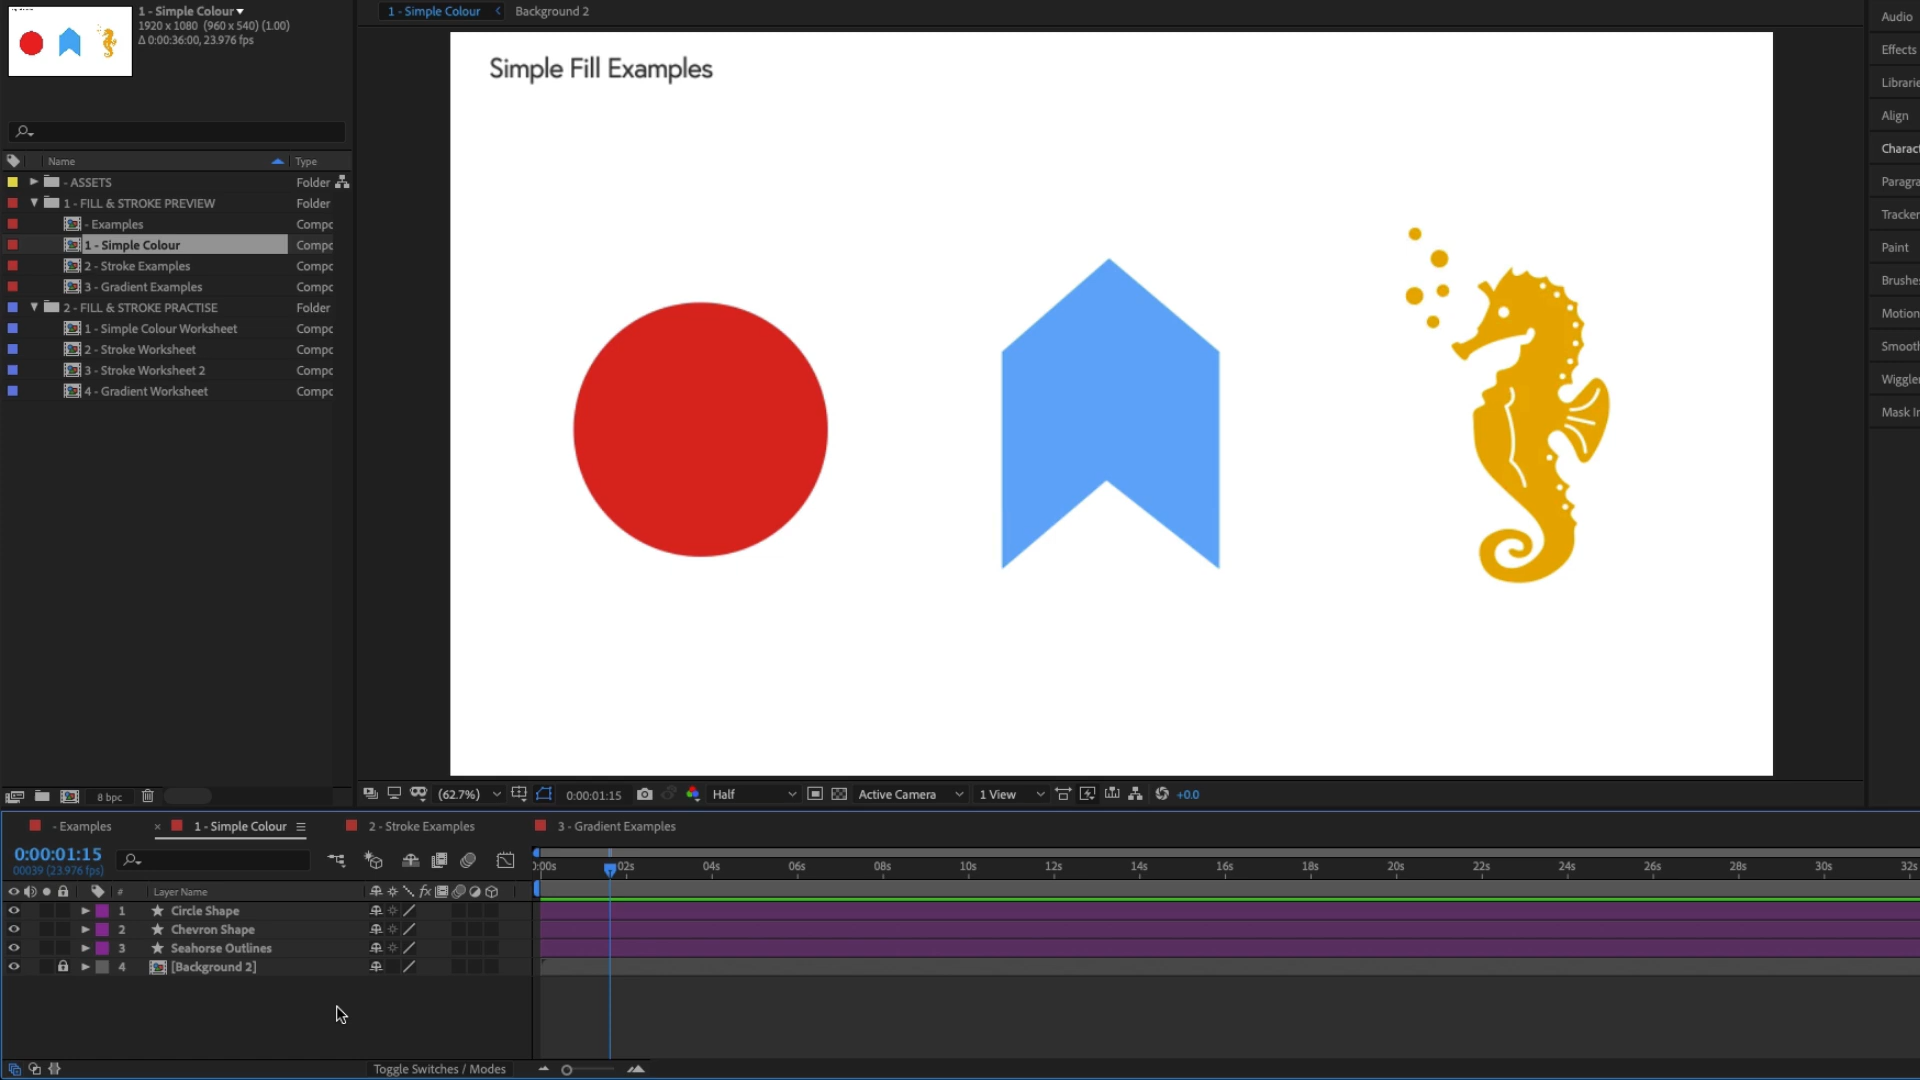 1 - Simple Colour
1920 x 1080 (960 x 540) (1.00)
Δ 0:00:36:00, 23.976 fps
Name
Type
- ASSETS
Folder
1 - FILL & STROKE PREVIEW
Folder
- Examples
Compc
1 - Simple Colour
Compc
2 - Stroke Examples
Compc
3 - Gradient Examples
Compc
2 - FILL & STROKE PRACTISE
Folder
1 - Simple Colour Worksheet
Compc
2 - Stroke Worksheet
Compc
3 - Stroke Worksheet 2
Compc
4 - Gradient Worksheet
Compc
8 bpc
1 - Simple Colour
Background 2
Simple Fill Examples
(62.7%)
0:00:01:15
Half
Active Camera
1 View
+0.0
Audio
Effects
Librarie
Align
Charact
Paragra
Tracker
Paint
Brushes
Motion
Smooth
Wiggler
Mask In
- Examples
1 - Simple Colour
2 - Stroke Examples
3 - Gradient Examples
0:00:01:15
00039 (23.976 fps)
:00s 02s 04s 06s 08s 10s 12s 14s 16s 18s 20s 22s 24s 26s 28s 30s 32s
# Layer Name
fx
1 Circle Shape
2 Chevron Shape
3 Seahorse Outlines
4 [Background 2]
Toggle Switches / Modes